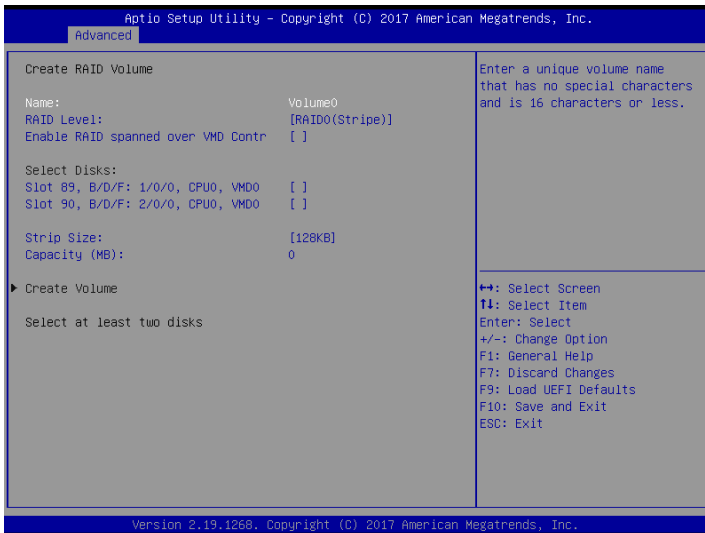 Aptio Setup Utility – Copyright (C) 2017 American Megatrends, Inc.
Advanced
Create RAID Volume
Name: Volume0
RAID Level: [RAID0(Stripe)]
Enable RAID spanned over VMD Contr [ ]
Select Disks:
Slot 89, B/D/F: 1/0/0, CPU0, VMD0 [ ]
Slot 90, B/D/F: 2/0/0, CPU0, VMD0 [ ]
Strip Size: [128KB]
Capacity (MB): 0
▶ Create Volume
Select at least two disks
Enter a unique volume name
that has no special characters
and is 16 characters or less.
↔: Select Screen
↑↓: Select Item
Enter: Select
+/-: Change Option
F1: General Help
F7: Discard Changes
F9: Load UEFI Defaults
F10: Save and Exit
ESC: Exit
Version 2.19.1268. Copyright (C) 2017 American Megatrends, Inc.